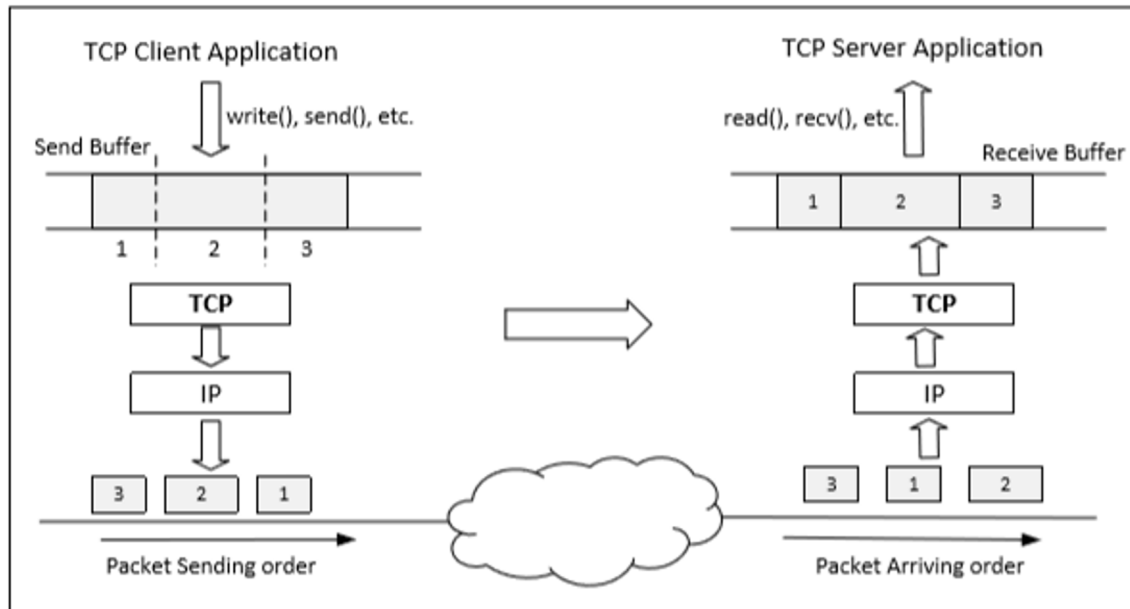 TCP Client Application
TCP Server Application
write(), send(), etc.
read(), recv(), etc.
Send Buffer
Receive Buffer
1 2 3
1 2 3
TCP
TCP
IP
IP
3 2 1
3 1 2
Packet Sending order
Packet Arriving order